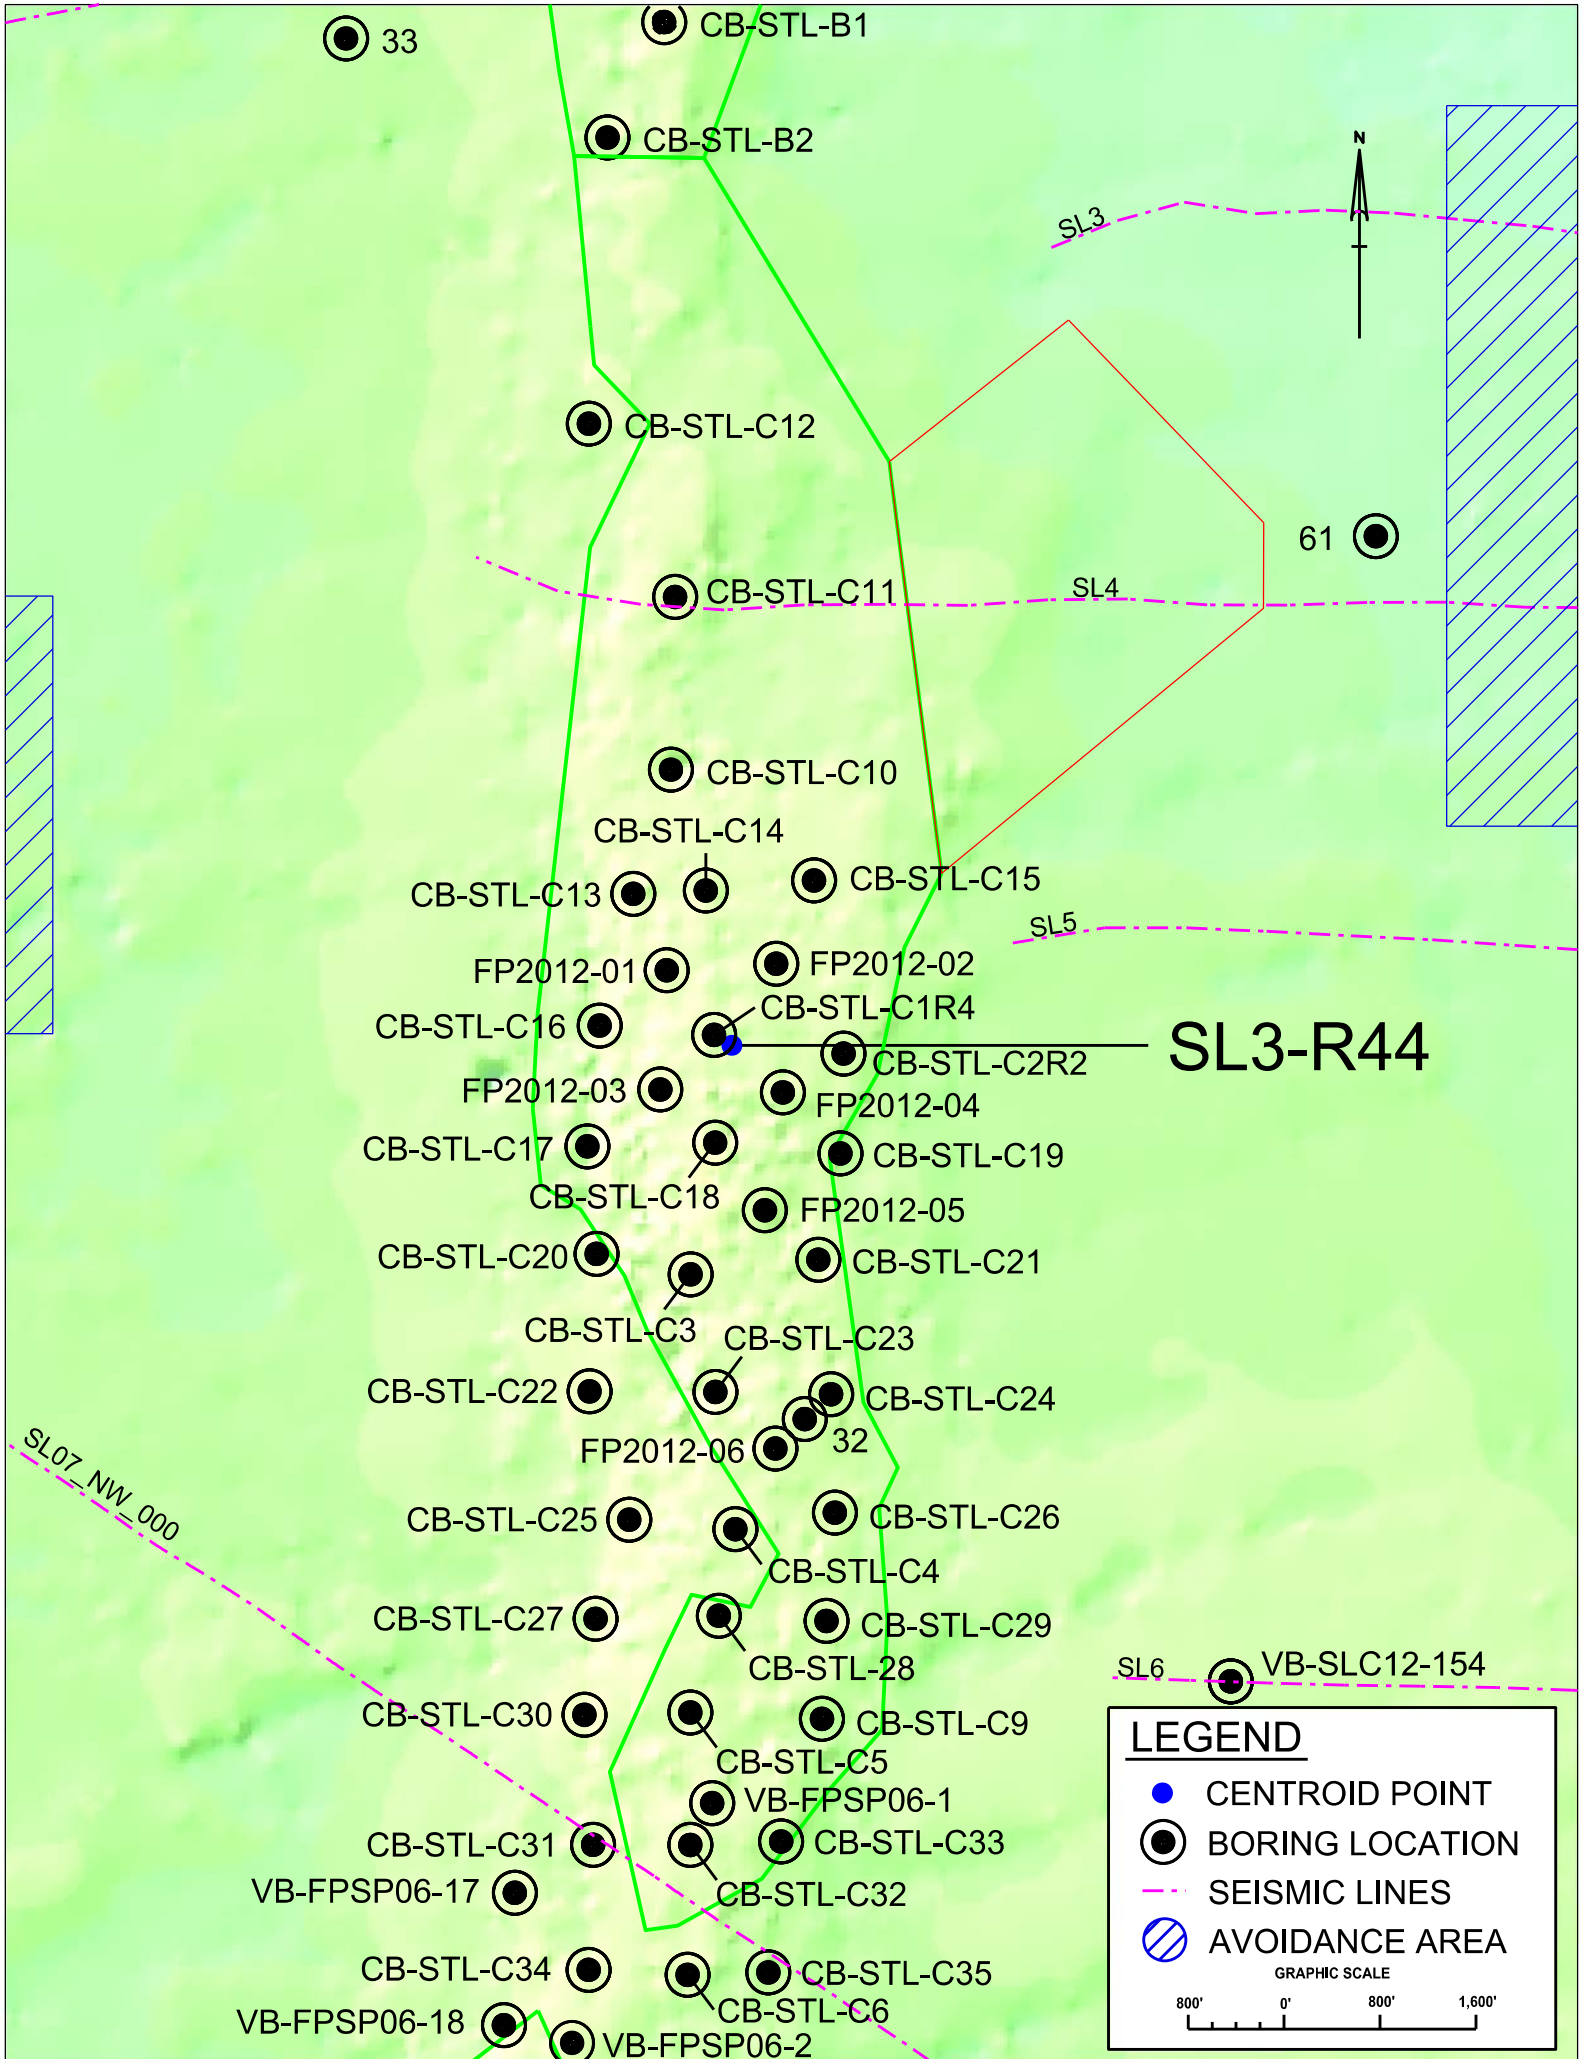 CB-STL-B1
33
CB-STL-B2
N
SL3
CB-STL-C12
61
CB-STL-C11
SL4
CB-STL-C10
CB-STL-C14
CB-STL-C13
CB-STL-C15
SL5
FP2012-01
FP2012-02
CB-STL-C1R4
CB-STL-C16
SL3-R44
CB-STL-C2R2
FP2012-03
FP2012-04
CB-STL-C17
CB-STL-C19
CB-STL-C18
FP2012-05
CB-STL-C20
CB-STL-C21
CB-STL-C3
CB-STL-C23
CB-STL-C22
CB-STL-C24
32
FP2012-06
SL07_NW_000
CB-STL-C25
CB-STL-C26
CB-STL-C4
CB-STL-C27
CB-STL-C29
CB-STL-28
SL6
VB-SLC12-154
CB-STL-C30
CB-STL-C9
CB-STL-C5
VB-FPSP06-1
CB-STL-C31
CB-STL-C33
VB-FPSP06-17
CB-STL-C32
CB-STL-C34
CB-STL-C35
CB-STL-C6
VB-FPSP06-18
VB-FPSP06-2
LEGEND
CENTROID POINT
BORING LOCATION
SEISMIC LINES
AVOIDANCE AREA
GRAPHIC SCALE
800' 0' 800' 1,600'